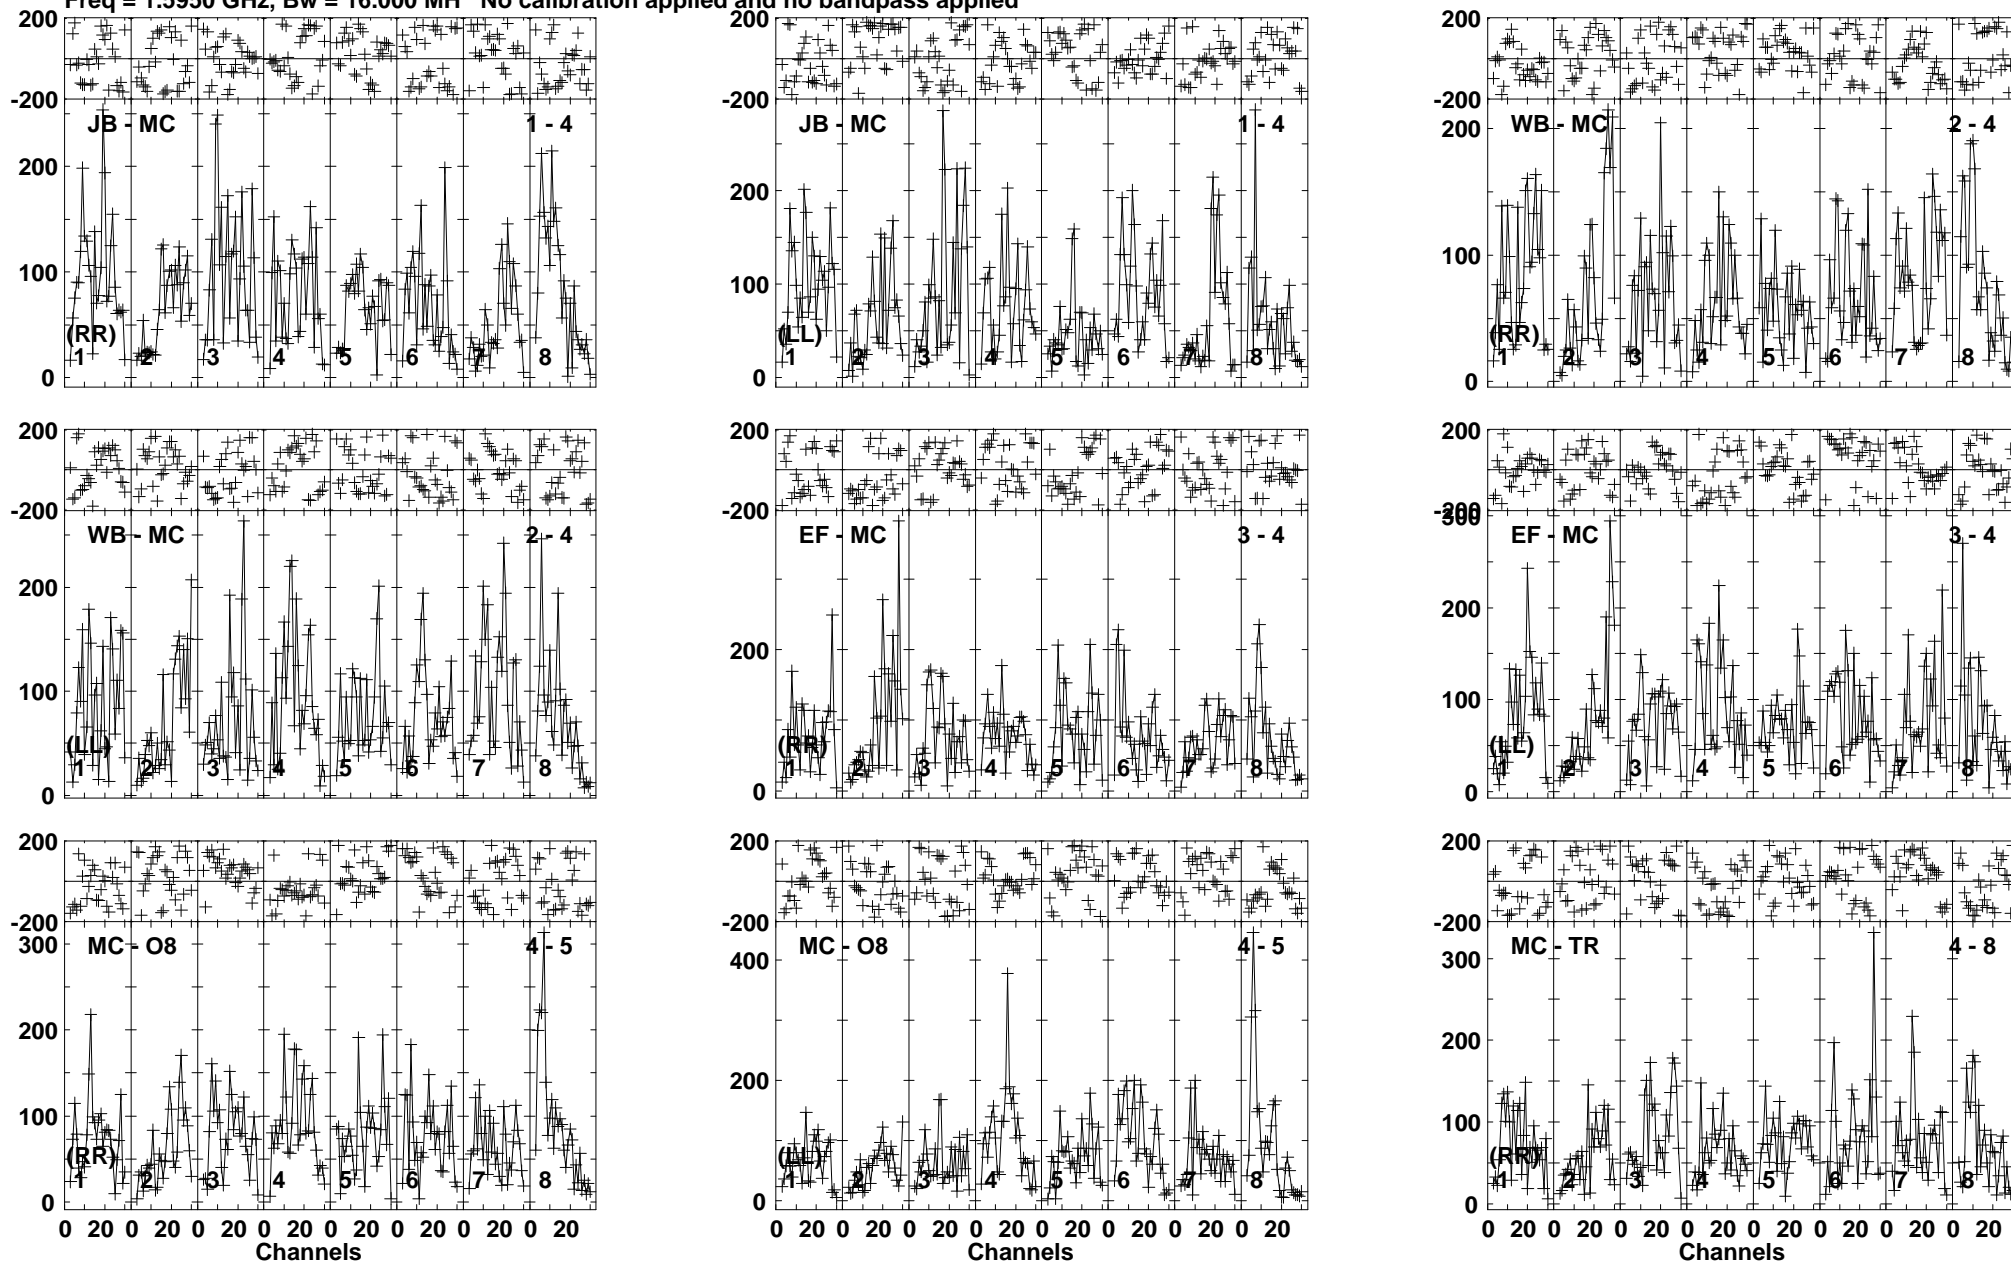 Freq = 1.5950 GHz, Bw = 16.000 MH No calibration applied and no bandpass applied
200 200 200
-200 -200 -200
JB - MC 1 - 4 JB - MC 1 - 4 WB - MC 2 - 4
200 200 200
100 100 100
(RR) (LL) (RR)
1 2 3 4 5 6 7 8 1 2 3 4 5 6 7 8 1 2 3 4 5 6 7 8
0 0 0
200 200 200
-200 -200 -200
300
WB - MC 2 - 4 EF - MC 3 - 4 EF - MC 3 - 4
200 200 200
100 100
(LL) (RR) (LL)
1 2 3 4 5 6 7 8 1 2 3 4 5 6 7 8 1 2 3 4 5 6 7 8
0 0 0
200 200 200
-200 -200 -200
MC - O8 4 - 5 MC - O8 4 - 5 MC - TR 4 - 8
300 400 300
200 200 200
100 100
(RR) (LL) (RR)
1 2 3 4 5 6 7 8 1 2 3 4 5 6 7 8 1 2 3 4 5 6 7 8
0 0 0
0 20 0 20 0 20 0 20 0 20 0 20 0 20 0 20 0 20 0 20 0 20 0 20 0 20 0 20 0 20 0 20 0 20 0 20 0 20 0 20 0 20 0 20 0 20 0 20
Channels Channels Channels